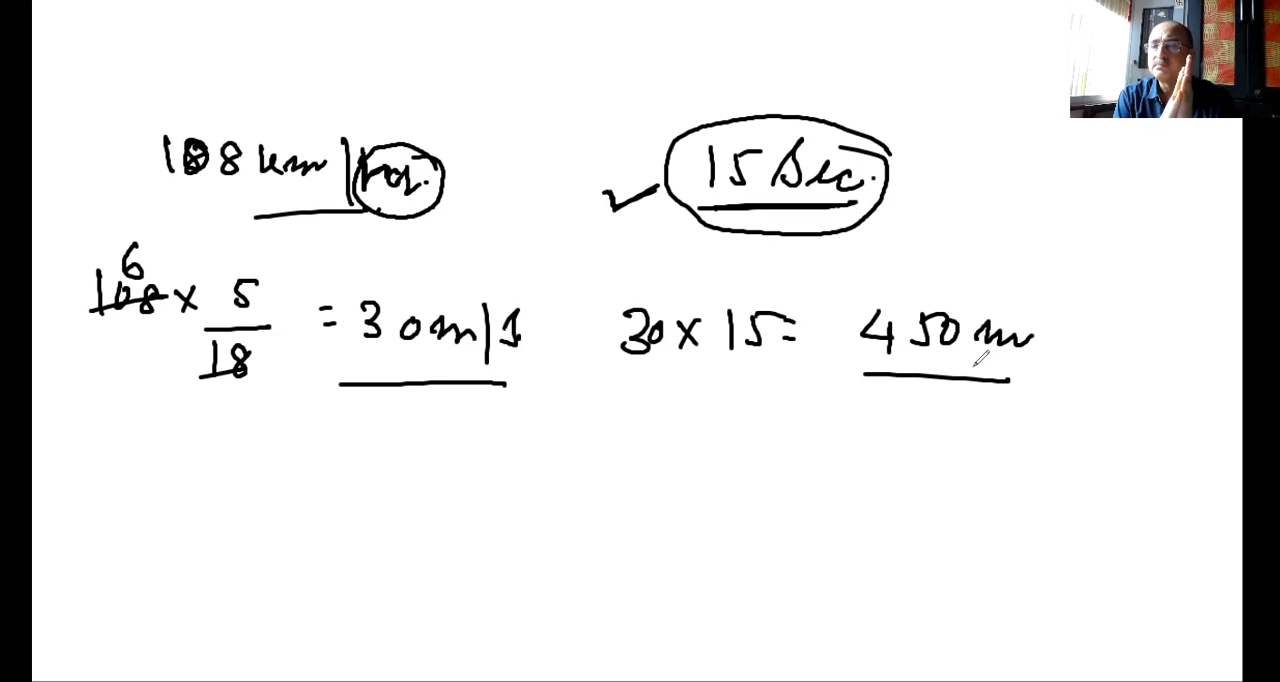 108 km/hr. 15 Sec.
6
108 x 5/18 = 30 m/s 30 x 15 = 450 m